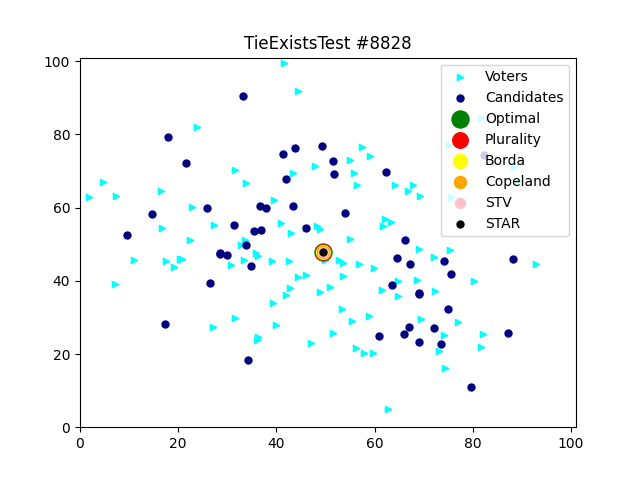 TieExistsTest #8828
100
80
60
40
20
0
0 20 40 60 80 100
Voters
Candidates
Optimal
Plurality
Borda
Copeland
STV
STAR